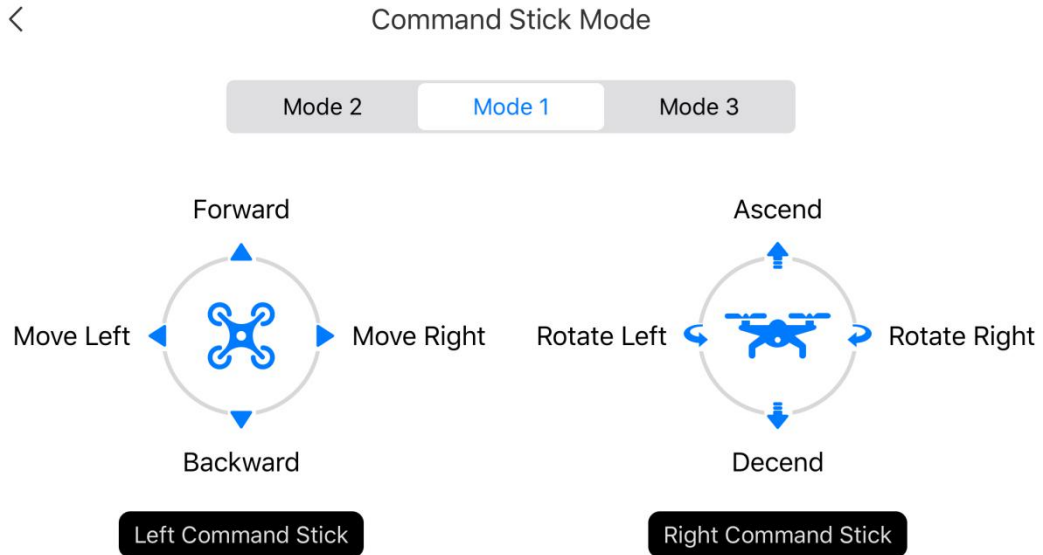 Command Stick Mode
Mode 2 Mode 1 Mode 3
Forward Ascend
Move Left Move Right Rotate Left Rotate Right
Backward Decend
Left Command Stick Right Command Stick